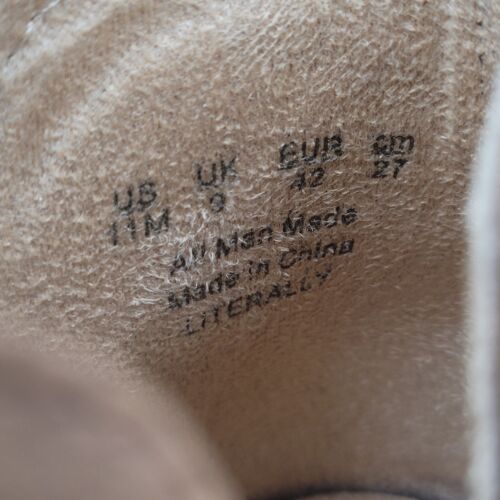 US UK EUR cm
11M 9 42 27
All Man Made
Made in China
LITERALLY